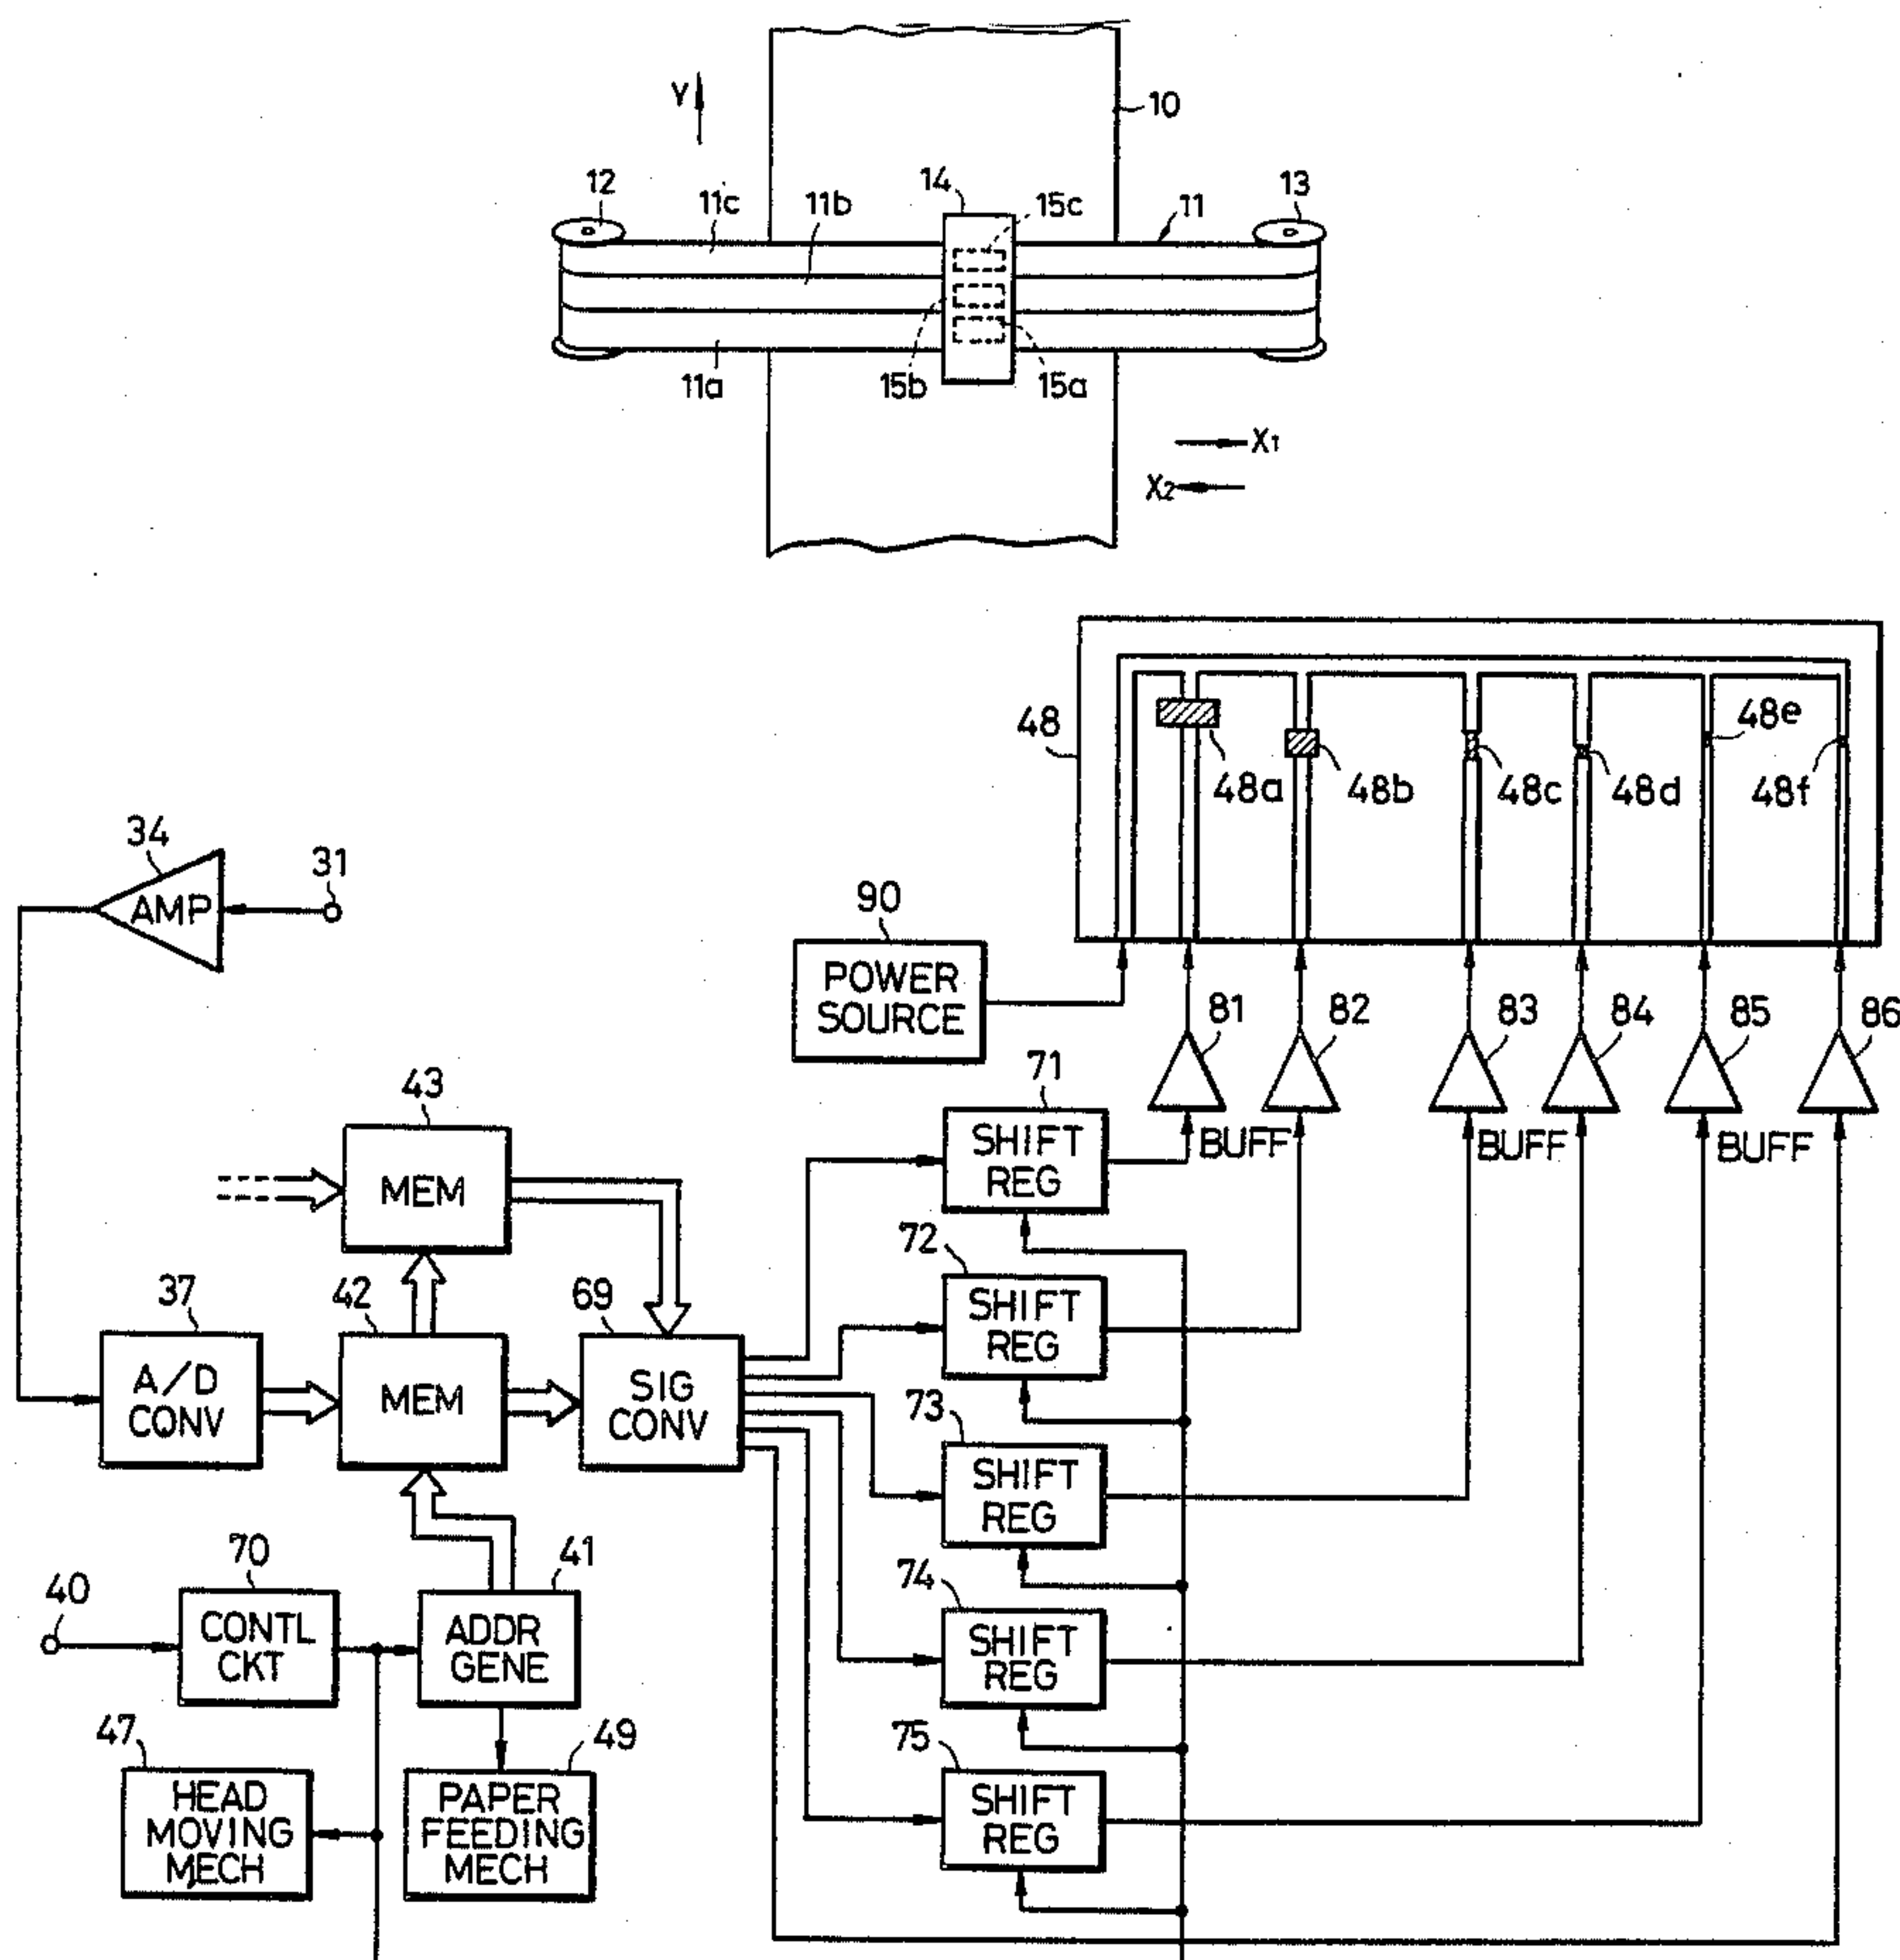 Y
10
12
11c
11b
14
15c
11
13
11a
15b
15a
X1
X2
48
48a
48b
48c
48d
48e
48f
34
AMP
31
90
POWER
SOURCE
81
82
83
84
85
86
BUFF
BUFF
BUFF
43
MEM
71
SHIFT
REG
72
SHIFT
REG
37
A/D
CONV
42
MEM
69
SIG
CONV
73
SHIFT
REG
40
70
CONTL
CKT
41
ADDR
GENE
74
SHIFT
REG
47
HEAD
MOVING
MECH
49
PAPER
FEEDING
MECH
75
SHIFT
REG